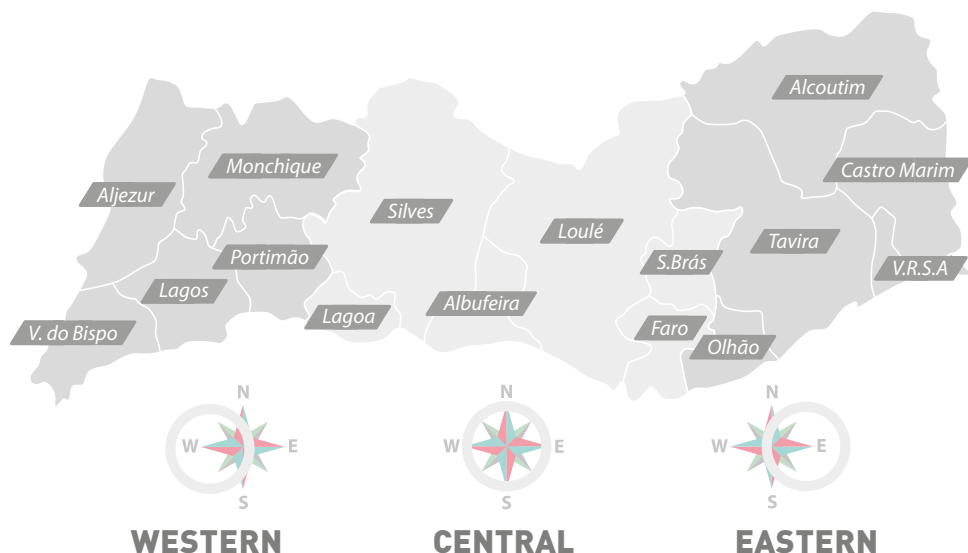 Alcoutim
Monchique
Castro Marim
Aljezur
Silves
Loulé
Tavira
Portimão
S.Brás
V.R.S.A
Lagos
Albufeira
Lagoa
V. do Bispo
Faro
Olhão
N
W E
S
WESTERN
N
W E
S
CENTRAL
N
W E
S
EASTERN